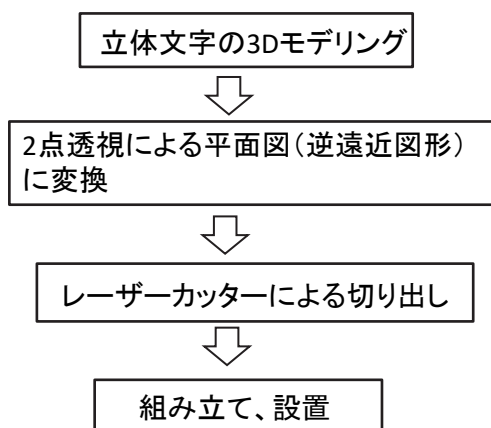 立体文字の3Dモデリング
2点透視による平面図（逆遠近図形）
に変換
レーザーカッターによる切り出し
組み立て、設置